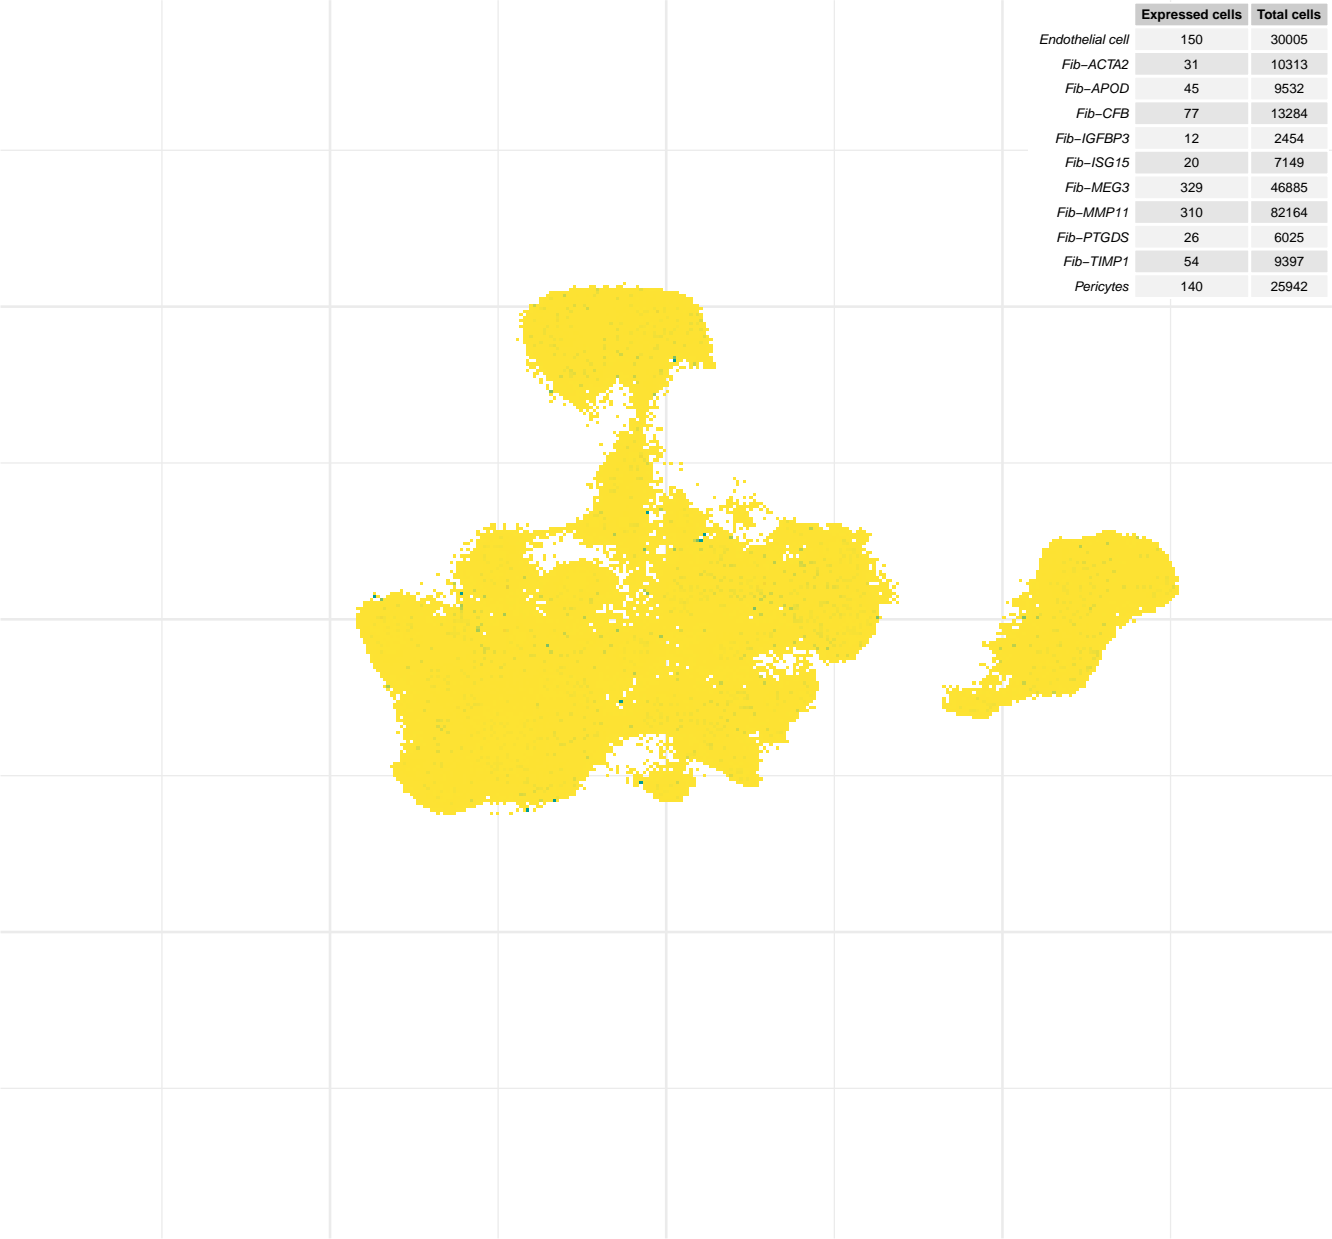 Expressed cells Total cells
Endothelial cell 150 30005
Fib−ACTA2 31 10313
Fib−APOD 45 9532
Fib−CFB 77 13284
Fib−IGFBP3 12 2454
Fib−ISG15 20 7149
Fib−MEG3 329 46885
Fib−MMP11 310 82164
Fib−PTGDS 26 6025
Fib−TIMP1 54 9397
Pericytes 140 25942